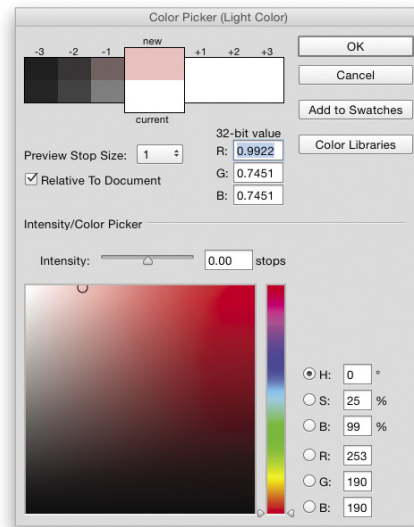 Color Picker (Light Color)
new
-3 -2 -1 +1 +2 +3
current
OK
Cancel
Add to Swatches
Color Libraries
32-bit value
Preview Stop Size: 1
R: 0.9922
Relative To Document
G: 0.7451
B: 0.7451
Intensity/Color Picker
Intensity: 0.00 stops
H: 0 °
S: 25 %
B: 99 %
R: 253
G: 190
B: 190